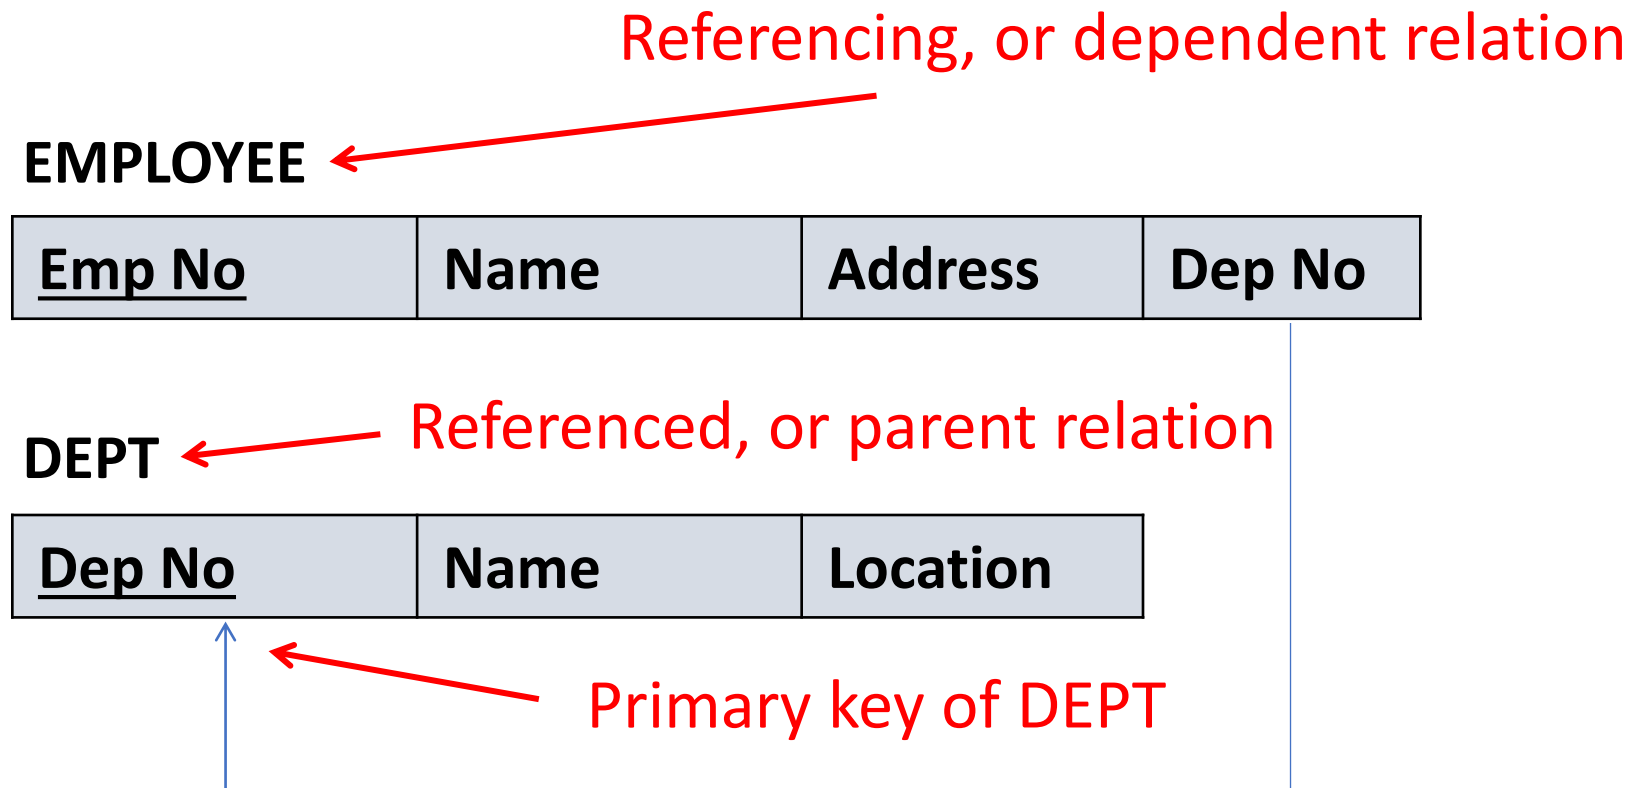 Referencing, or dependent relation
EMPLOYEE
Emp No Name Address Dep No
Referenced, or parent relation
DEPT
Dep No Name Location
Primary key of DEPT